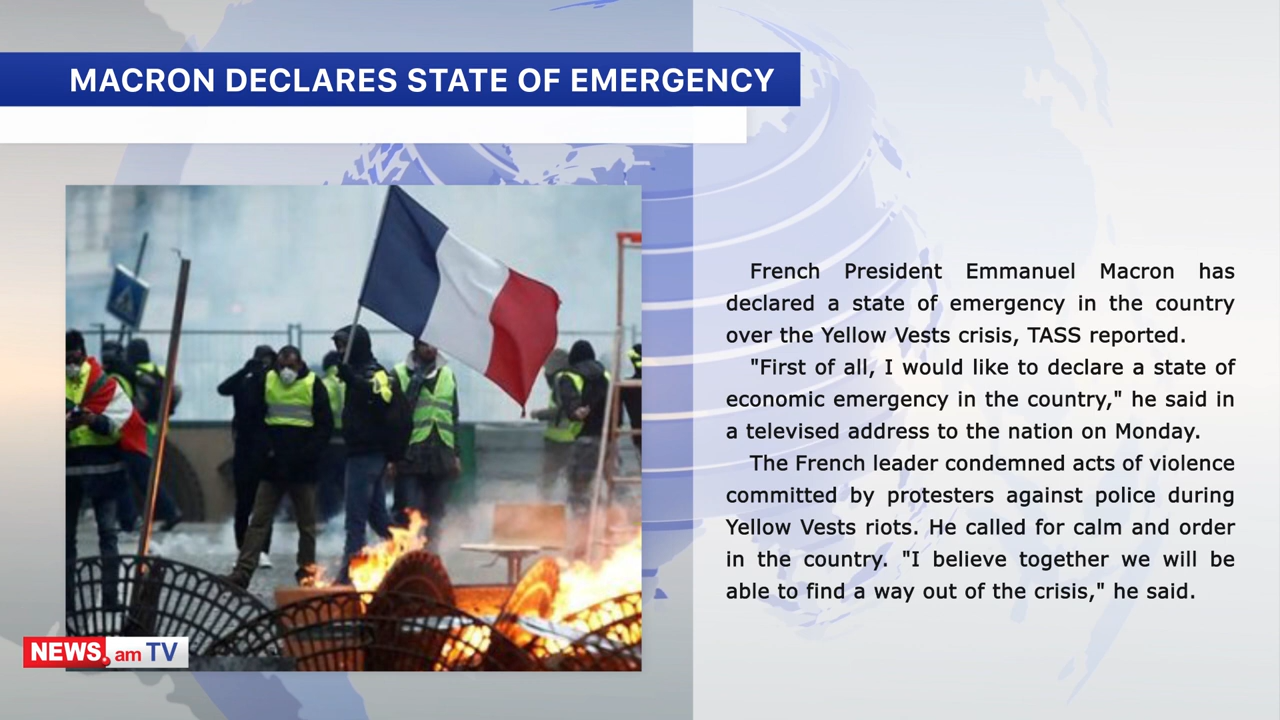 MACRON DECLARES STATE OF EMERGENCY
French President Emmanuel Macron has
declared a state of emergency in the country
over the Yellow Vests crisis, TASS reported.
"First of all, I would like to declare a state of
economic emergency in the country," he said in
a televised address to the nation on Monday.
The French leader condemned acts of violence
committed by protesters against police during
Yellow Vests riots. He called for calm and order
in the country. "I believe together we will be
able to find a way out of the crisis," he said.
NEWS.am TV